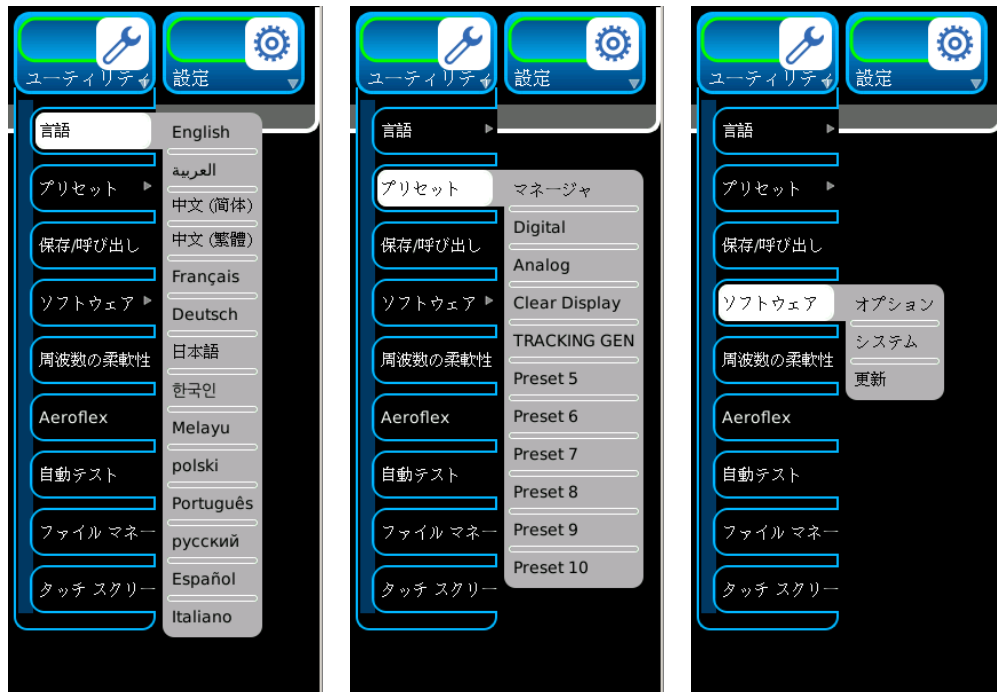 ユーティリティ
設定
言語
プリセット
保存/呼び出し
ソフトウェア
周波数の柔軟性
Aeroflex
自動テスト
ファイル マネー
タッチ スクリー
English
العربية
中文 (简体)
中文 (繁體)
Français
Deutsch
日本語
한국인
Melayu
polski
Português
русский
Español
Italiano
ユーティリティ
設定
言語
プリセット
保存/呼び出し
ソフトウェア
周波数の柔軟性
Aeroflex
自動テスト
ファイル マネー
タッチ スクリー
マネージャ
Digital
Analog
Clear Display
TRACKING GEN
Preset 5
Preset 6
Preset 7
Preset 8
Preset 9
Preset 10
ユーティリティ
設定
言語
プリセット
保存/呼び出し
ソフトウェア
周波数の柔軟性
Aeroflex
自動テスト
ファイル マネー
タッチ スクリー
オプション
システム
更新